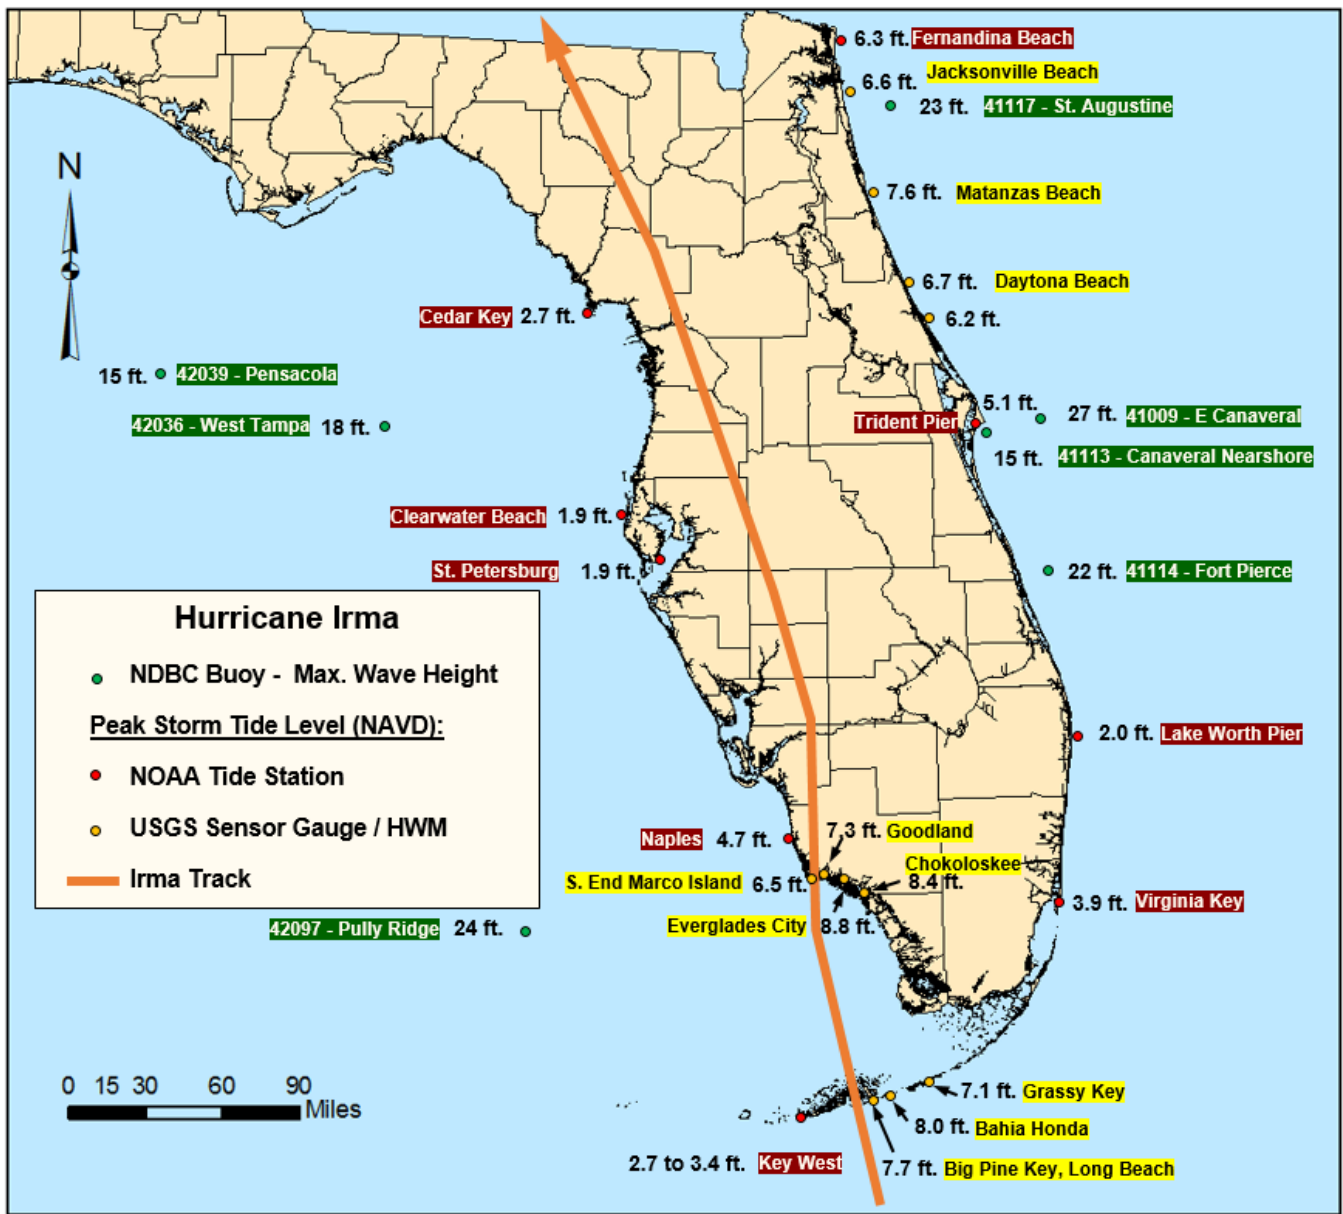 6.3 ft. Fernandina Beach
Jacksonville Beach
6.6 ft.
23 ft. 41117 - St. Augustine
N
7.6 ft. Matanzas Beach
6.7 ft. Daytona Beach
Cedar Key 2.7 ft.
6.2 ft.
15 ft. 42039 - Pensacola
5.1 ft.
27 ft. 41009 - E Canaveral
Trident Pier
42036 - West Tampa 18 ft.
15 ft. 41113 - Canaveral Nearshore
Clearwater Beach 1.9 ft.
St. Petersburg 1.9 ft.
22 ft. 41114 - Fort Pierce
Hurricane Irma
NDBC Buoy - Max. Wave Height
Peak Storm Tide Level (NAVD):
NOAA Tide Station
USGS Sensor Gauge / HWM
Irma Track
2.0 ft. Lake Worth Pier
Naples 4.7 ft.
7.3 ft. Goodland
Chokoloskee
8.4 ft.
S. End Marco Island 6.5 ft.
Everglades City 8.8 ft.
3.9 ft. Virginia Key
42097 - Pully Ridge 24 ft.
0 15 30 60 90
Miles
7.1 ft. Grassy Key
8.0 ft. Bahia Honda
2.7 to 3.4 ft. Key West
7.7 ft. Big Pine Key, Long Beach